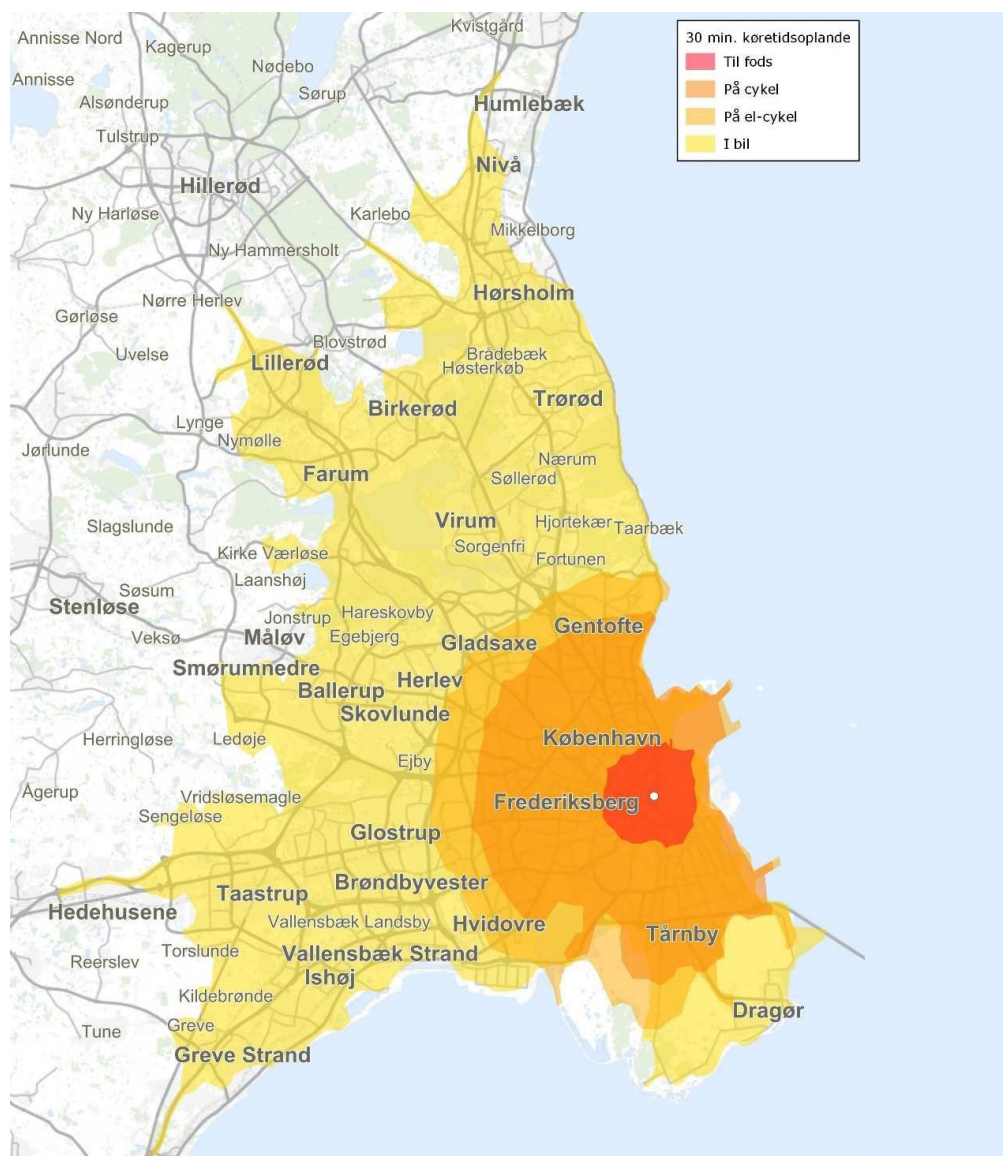 Kvistgård
Annisse Nord
Kagerup
30 min. køretidsoplande
Til fods
På cykel
På el-cykel
I bil
Nødebo
Annisse
Sørup
Alsønderup
Humlebæk
Tulstrup
Nivå
Hillerød
Ny Harløse
Karlebo
Mikkelborg
Ny Hammersholt
Hørsholm
Nørre Herlev
Gørløse
Blovstrød
Uvelse
Brådebæk
Lillerød
Høsterkøb
Trørød
Birkerød
Lynge
Nymølle
Jørlunde
Nærum
Farum
Søllerød
Virum
Hjortekær
Slagslunde
Taarbæk
Sorgenfri
Kirke Værløse
Fortunen
Laanshøj
Søsum
Stenløse
Hareskovby
Jonstrup
Gentofte
Veksø
Måløv
Egebjerg
Gladsaxe
Smørumnedre
Herlev
Ballerup
Skovlunde
København
Herringløse
Ledøje
Ejby
Ågerup
Vridsløsemagle
Frederiksberg
Sengeløse
Glostrup
Brøndbyvester
Taastrup
Hedehusene
Vallensbæk Landsby
Hvidovre
Tårnby
Torslunde
Vallensbæk Strand
Reerslev
Ishøj
Kildebrønde
Dragør
Greve
Tune
Greve Strand